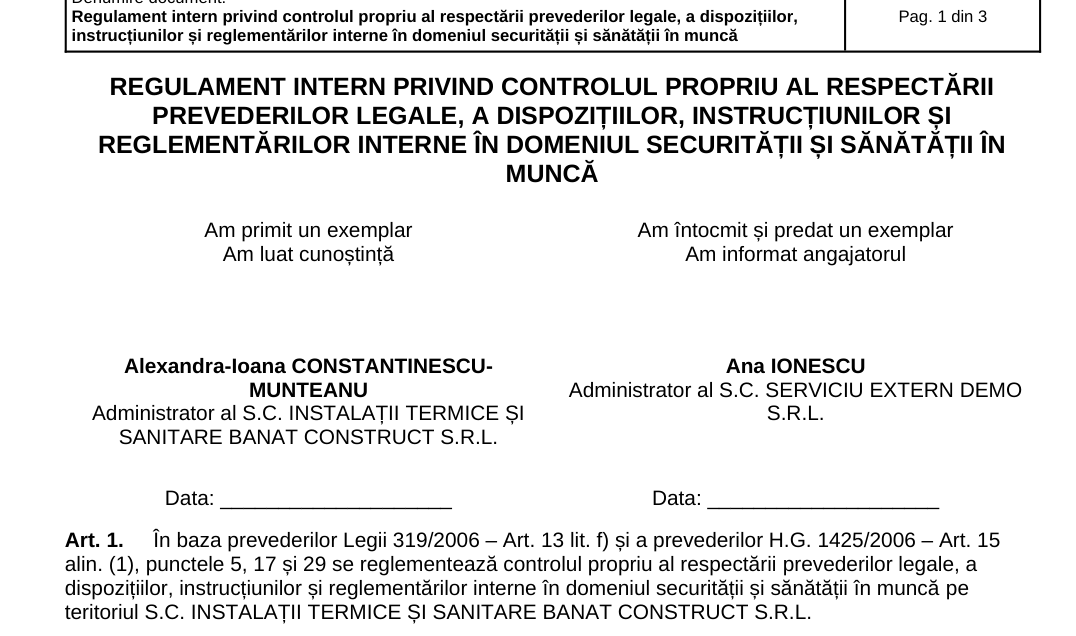 Denumire document:
Regulament intern privind controlul propriu al respectării prevederilor legale, a dispozițiilor,
instrucțiunilor și reglementărilor interne în domeniul securității și sănătății în muncă
Pag. 1 din 3
REGULAMENT INTERN PRIVIND CONTROLUL PROPRIU AL RESPECTĂRII
PREVEDERILOR LEGALE, A DISPOZIȚIILOR, INSTRUCȚIUNILOR ȘI
REGLEMENTĂRILOR INTERNE ÎN DOMENIUL SECURITĂȚII ȘI SĂNĂTĂȚII ÎN
MUNCĂ
Am primit un exemplar
Am luat cunoștință
Am întocmit și predat un exemplar
Am informat angajatorul
Alexandra-Ioana CONSTANTINESCU-
MUNTEANU
Administrator al S.C. INSTALAȚII TERMICE ȘI
SANITARE BANAT CONSTRUCT S.R.L.
Ana IONESCU
Administrator al S.C. SERVICIU EXTERN DEMO
S.R.L.
Data: ____________________
Data: ____________________
Art. 1. În baza prevederilor Legii 319/2006 – Art. 13 lit. f) și a prevederilor H.G. 1425/2006 – Art. 15
alin. (1), punctele 5, 17 și 29 se reglementează controlul propriu al respectării prevederilor legale, a
dispozițiilor, instrucțiunilor și reglementărilor interne în domeniul securității și sănătății în muncă pe
teritoriul S.C. INSTALAȚII TERMICE ȘI SANITARE BANAT CONSTRUCT S.R.L.